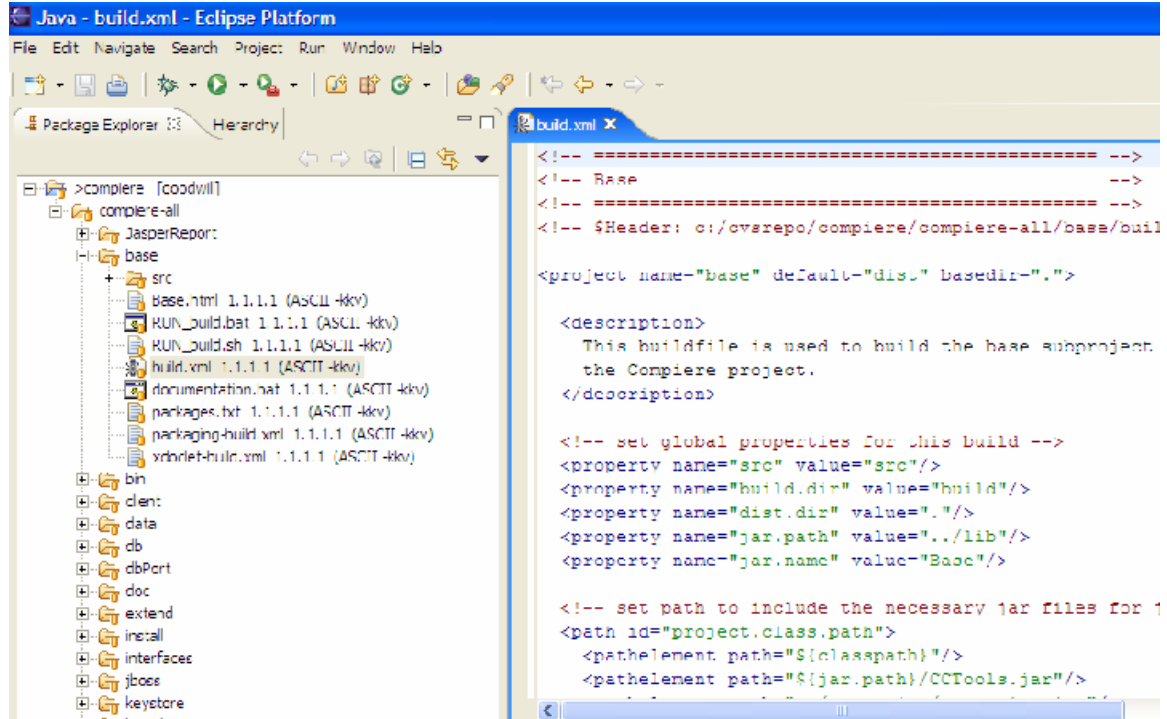 Java - build.xml - Eclipse Platform
File Edit Navigate Search Project Run Window Help
Package Explorer Hierarchy
>compiere [goodwill]
compiere-all
JasperReport
base
src
Base.html 1.1.1.1 (ASCII -kkv)
RUN_build.bat 1.1.1.1 (ASCII -kkv)
RUN_build.sh 1.1.1.1 (ASCII -kkv)
build.xml 1.1.1.1 (ASCII -kkv)
documentation.bat 1.1.1.1 (ASCII -kkv)
packages.txt 1.1.1.1 (ASCII -kkv)
packaging-build.xml 1.1.1.1 (ASCII -kkv)
xdoclet-build.xml 1.1.1.1 (ASCII -kkv)
bin
client
data
db
dbPort
doc
extend
install
interfaces
jboss
keystore
build.xml
<!-- ============================================= -->
<!-- Base -->
<!-- ============================================= -->
<!-- $Header: c:/cvsrepo/compiere/compiere-all/base/buil
<project name="base" default="dist" basedir=".">
<description>
This buildfile is used to build the base subproject
the Compiere project.
</description>
<!-- set global properties for this build -->
<property name="src" value="src"/>
<property name="build.dir" value="build"/>
<property name="dist.dir" value="."/>
<property name="jar.path" value="../lib"/>
<property name="jar.name" value="Base"/>
<!-- set path to include the necessary jar files for j
<path id="project.class.path">
<pathelement path="${classpath}"/>
<pathelement path="${jar.path}/CCTools.jar"/>